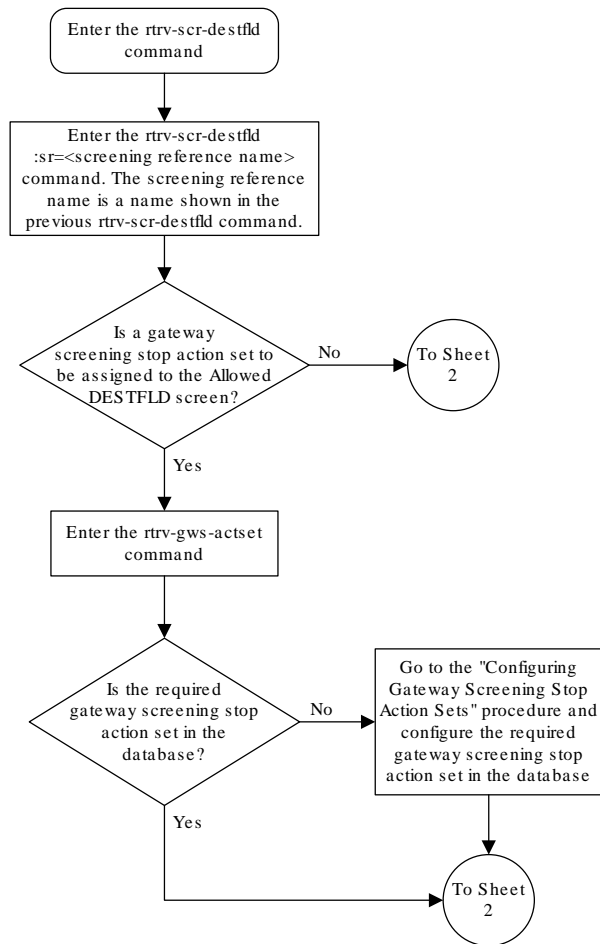 Enter the rtrv-scr-destfld
command
Enter the rtrv-scr-destfld
:sr=<screening reference name>
command. The screening reference
name is a name shown in the
previous rtrv-scr-destfld command.
Is a gateway
screening stop action set to
be assigned to the Allowed
DESTFLD screen?
No
To Sheet
2
Yes
Enter the rtrv-gws-actset
command
Is the required
gateway screening stop
action set in the
database?
No
Go to the "Configuring
Gateway Screening Stop
Action Sets" procedure and
configure the required
gateway screening stop
action set in the database
Yes
To Sheet
2